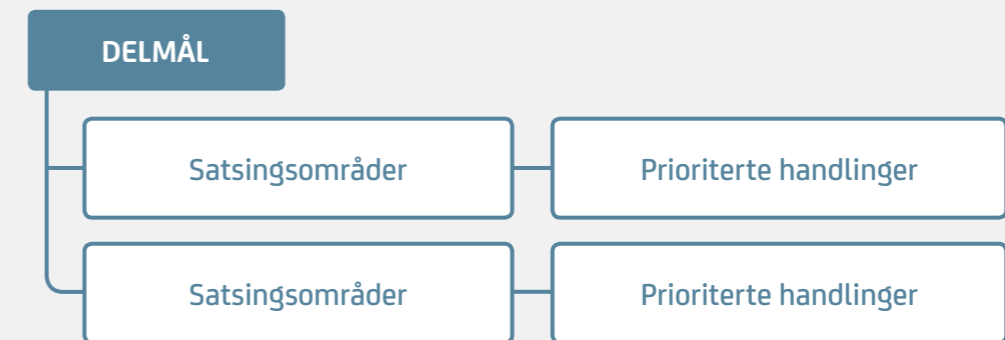 DELMÅL
Satsingsområder
Prioriterte handlinger
Satsingsområder
Prioriterte handlinger